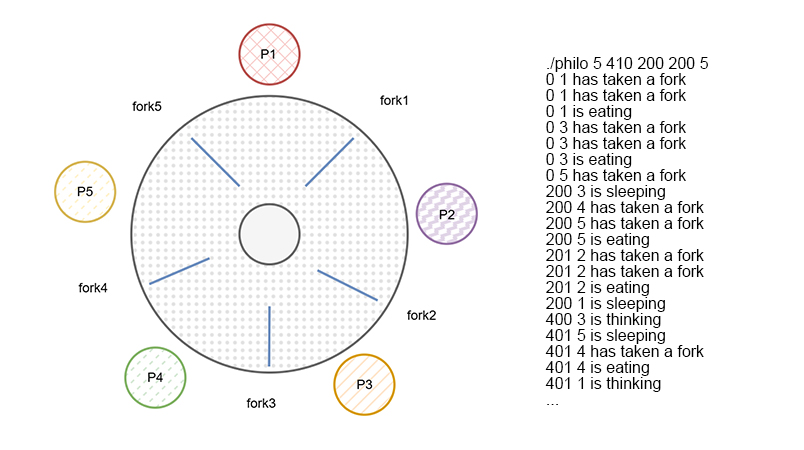 P1
fork5
fork1
P5
P2
fork4
fork2
P4
P3
fork3
./philo 5 410 200 200 5
0 1 has taken a fork
0 1 has taken a fork
0 1 is eating
0 3 has taken a fork
0 3 has taken a fork
0 3 is eating
0 5 has taken a fork
200 3 is sleeping
200 4 has taken a fork
200 5 has taken a fork
200 5 is eating
201 2 has taken a fork
201 2 has taken a fork
201 2 is eating
200 1 is sleeping
400 3 is thinking
401 5 is sleeping
401 4 has taken a fork
401 4 is eating
401 1 is thinking
...